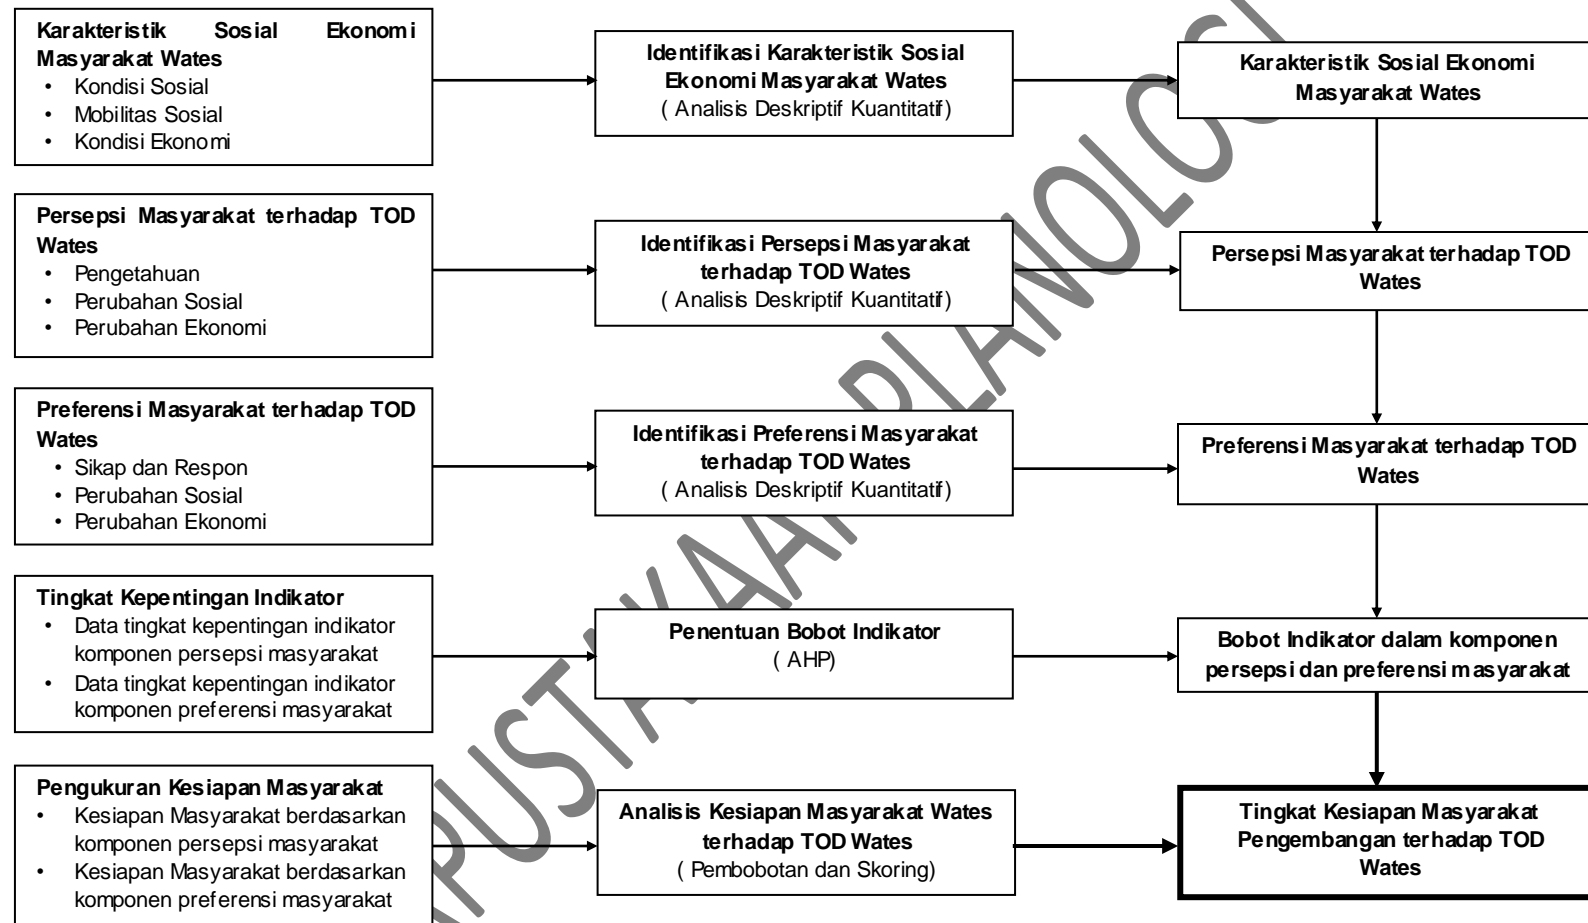 Karakteristik Sosial Ekonomi
Masyarakat Wates
• Kondisi Sosial
• Mobilitas Sosial
• Kondisi Ekonomi
Identifikasi Karakteristik Sosial
Ekonomi Masyarakat Wates
( Analisis Deskriptif Kuantitatif)
Karakteristik Sosial Ekonomi
Masyarakat Wates
Persepsi Masyarakat terhadap TOD
Wates
• Pengetahuan
• Perubahan Sosial
• Perubahan Ekonomi
Identifikasi Persepsi Masyarakat
terhadap TOD Wates
( Analisis Deskriptif Kuantitatif)
Persepsi Masyarakat terhadap TOD
Wates
Preferensi Masyarakat terhadap TOD
Wates
• Sikap dan Respon
• Perubahan Sosial
• Perubahan Ekonomi
Identifikasi Preferensi Masyarakat
terhadap TOD Wates
( Analisis Deskriptif Kuantitatif)
Preferensi Masyarakat terhadap TOD
Wates
Tingkat Kepentingan Indikator
• Data tingkat kepentingan indikator
komponen persepsi masyarakat
• Data tingkat kepentingan indikator
komponen preferensi masyarakat
Penentuan Bobot Indikator
( AHP)
Bobot Indikator dalam komponen
persepsi dan preferensi masyarakat
Pengukuran Kesiapan Masyarakat
• Kesiapan Masyarakat berdasarkan
komponen persepsi masyarakat
• Kesiapan Masyarakat berdasarkan
komponen preferensi masyarakat
Analisis Kesiapan Masyarakat Wates
terhadap TOD Wates
( Pembobotan dan Skoring)
Tingkat Kesiapan Masyarakat
Pengembangan terhadap TOD
Wates